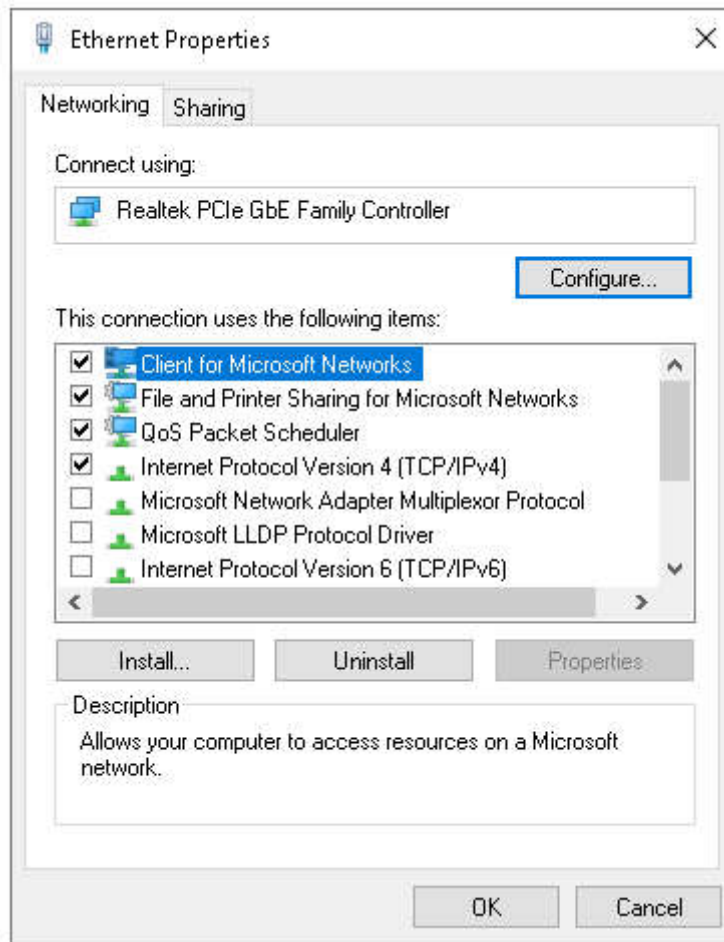 Ethernet Properties
Networking
Sharing
Connect using:
Realtek PCIe GbE Family Controller
Configure...
This connection uses the following items:
Client for Microsoft Networks
File and Printer Sharing for Microsoft Networks
QoS Packet Scheduler
Internet Protocol Version 4 (TCP/IPv4)
Microsoft Network Adapter Multiplexor Protocol
Microsoft LLDP Protocol Driver
Internet Protocol Version 6 (TCP/IPv6)
Install...
Uninstall
Properties
Description
Allows your computer to access resources on a Microsoft
network.
OK
Cancel